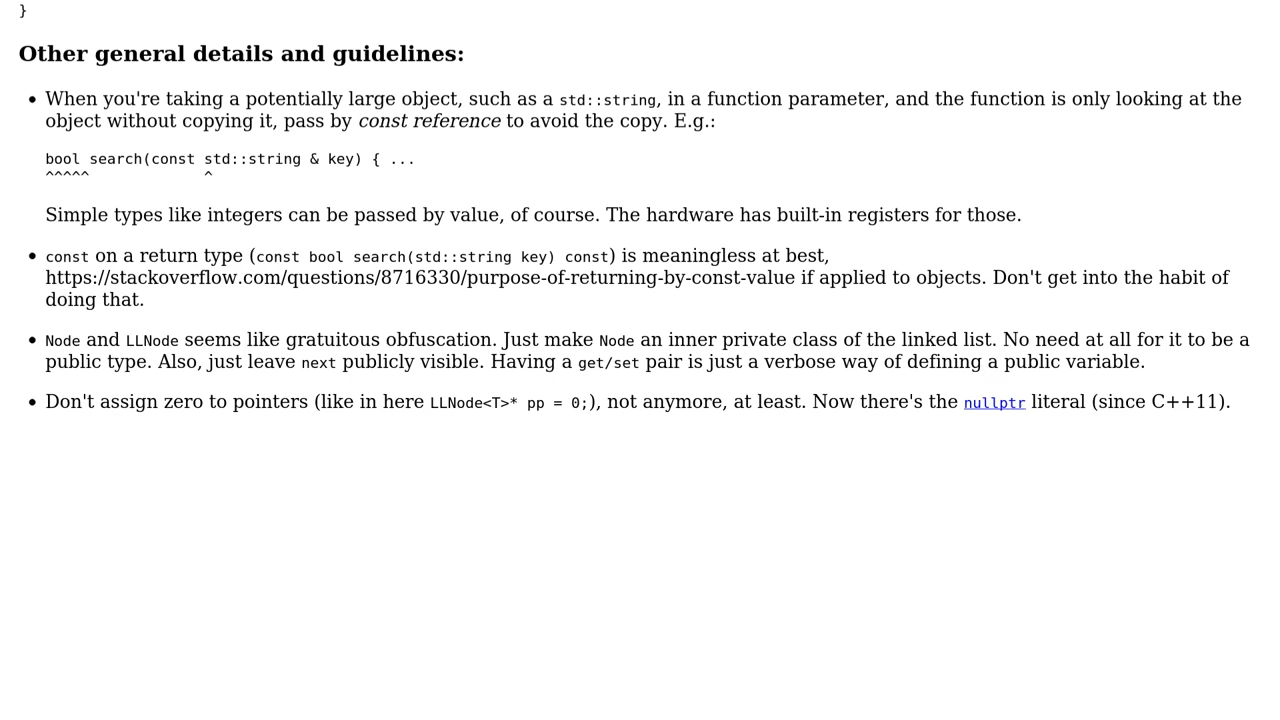 }
Other general details and guidelines:
• When you're taking a potentially large object, such as a std::string, in a function parameter, and the function is only looking at the
object without copying it, pass by const reference to avoid the copy. E.g.:
bool search(const std::string & key) { ...
^^^^^             ^
Simple types like integers can be passed by value, of course. The hardware has built-in registers for those.
• const on a return type (const bool search(std::string key) const) is meaningless at best,
https://stackoverflow.com/questions/8716330/purpose-of-returning-by-const-value if applied to objects. Don't get into the habit of
doing that.
• Node and LLNode seems like gratuitous obfuscation. Just make Node an inner private class of the linked list. No need at all for it to be a
public type. Also, just leave next publicly visible. Having a get/set pair is just a verbose way of defining a public variable.
• Don't assign zero to pointers (like in here LLNode<T>* pp = 0;), not anymore, at least. Now there's the nullptr literal (since C++11).